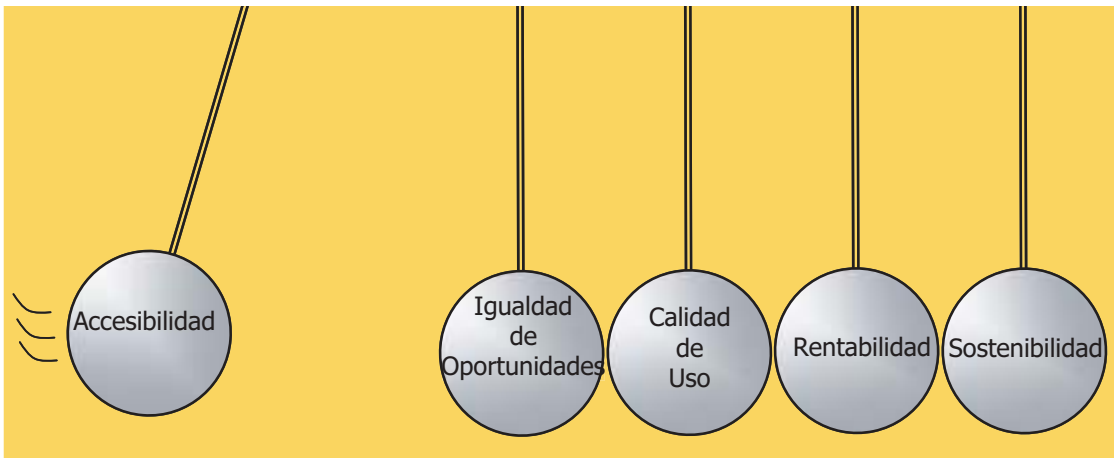 Accesibilidad
Igualdad
de
Oportunidades
Calidad
de
Uso
Rentabilidad
Sostenibilidad